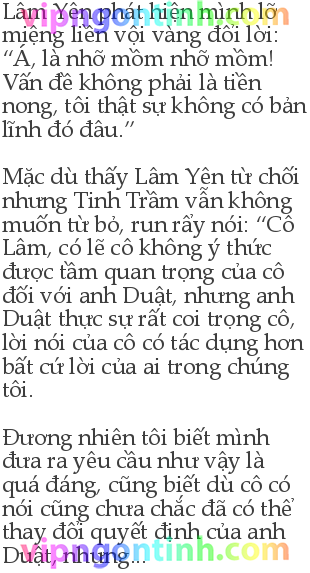 Lâm Yên phát hiện mình lỡ
vipngontinh.com
miệng liền vội vàng đổi lời:
“Á, là nhỡ mồm nhỡ mồm!
Vấn đề không phải là tiền
nong, tôi thật sự không có bản
lĩnh đó đâu.”
Mặc dù thấy Lâm Yên từ chối
nhưng Tinh Trầm vẫn không
muốn từ bỏ, run rẩy nói: “Cô
Lâm, có lẽ cô không ý thức
được tầm quan trọng của cô
đối với anh Duật, nhưng anh
Duật thực sự rất coi trọng cô,
lời nói của cô có tác dụng hơn
bất cứ lời của ai trong chúng
tôi.
Đương nhiên tôi biết mình
đưa ra yêu cầu như vậy là
quá đáng, cũng biết dù cô có
nói cũng chưa chắc đã có thể
thay đổi quyết định của anh
Duật, nhưng...
vipngontinh.com